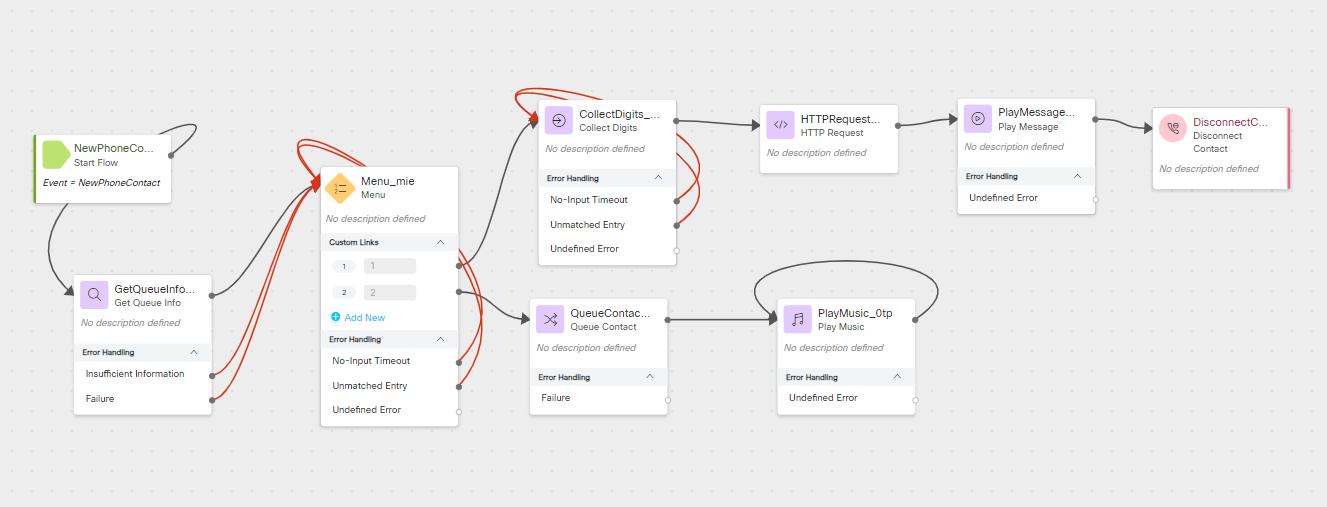 NewPhoneCo...
Start Flow
Event = NewPhoneContact
GetQueueInfo...
Get Queue Info
No description defined
Error Handling
Insufficient Information
Failure
Menu_mie
Menu
No description defined
Custom Links
1 1
2 2
Add New
Error Handling
No-Input Timeout
Unmatched Entry
Undefined Error
CollectDigits_...
Collect Digits
No description defined
Error Handling
No-Input Timeout
Unmatched Entry
Undefined Error
QueueContac...
Queue Contact
No description defined
Error Handling
Failure
HTTPRequest...
HTTP Request
No description defined
PlayMusic_0tp
Play Music
No description defined
Error Handling
Undefined Error
PlayMessage...
Play Message
No description defined
Error Handling
Undefined Error
DisconnectC...
Disconnect
Contact
No description defined